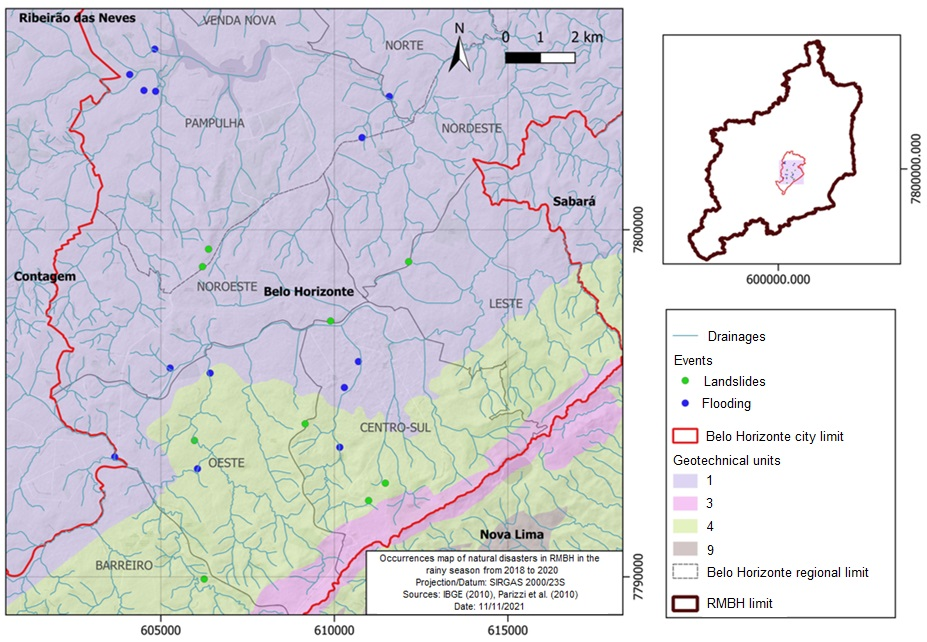 Ribeirão das Neves
VENDA NOVA
NORTE
N
0 1 2 km
PAMPULHA
NORDESTE
Sabará
Contagem
NOROESTE
Belo Horizonte
LESTE
CENTRO-SUL
OESTE
Nova Lima
BARREIRO
Occurrences map of natural disasters in RMBH in the
rainy season from 2018 to 2020
Projection/Datum: SIRGAS 2000/23S
Sources: IBGE (2010), Parizzi et al. (2010)
Date: 11/11/2021
605000 610000 615000
7800000
7790000
7800000.000
600000.000
Drainages
Events
Landslides
Flooding
Belo Horizonte city limit
Geotechnical units
1
3
4
9
Belo Horizonte regional limit
RMBH limit